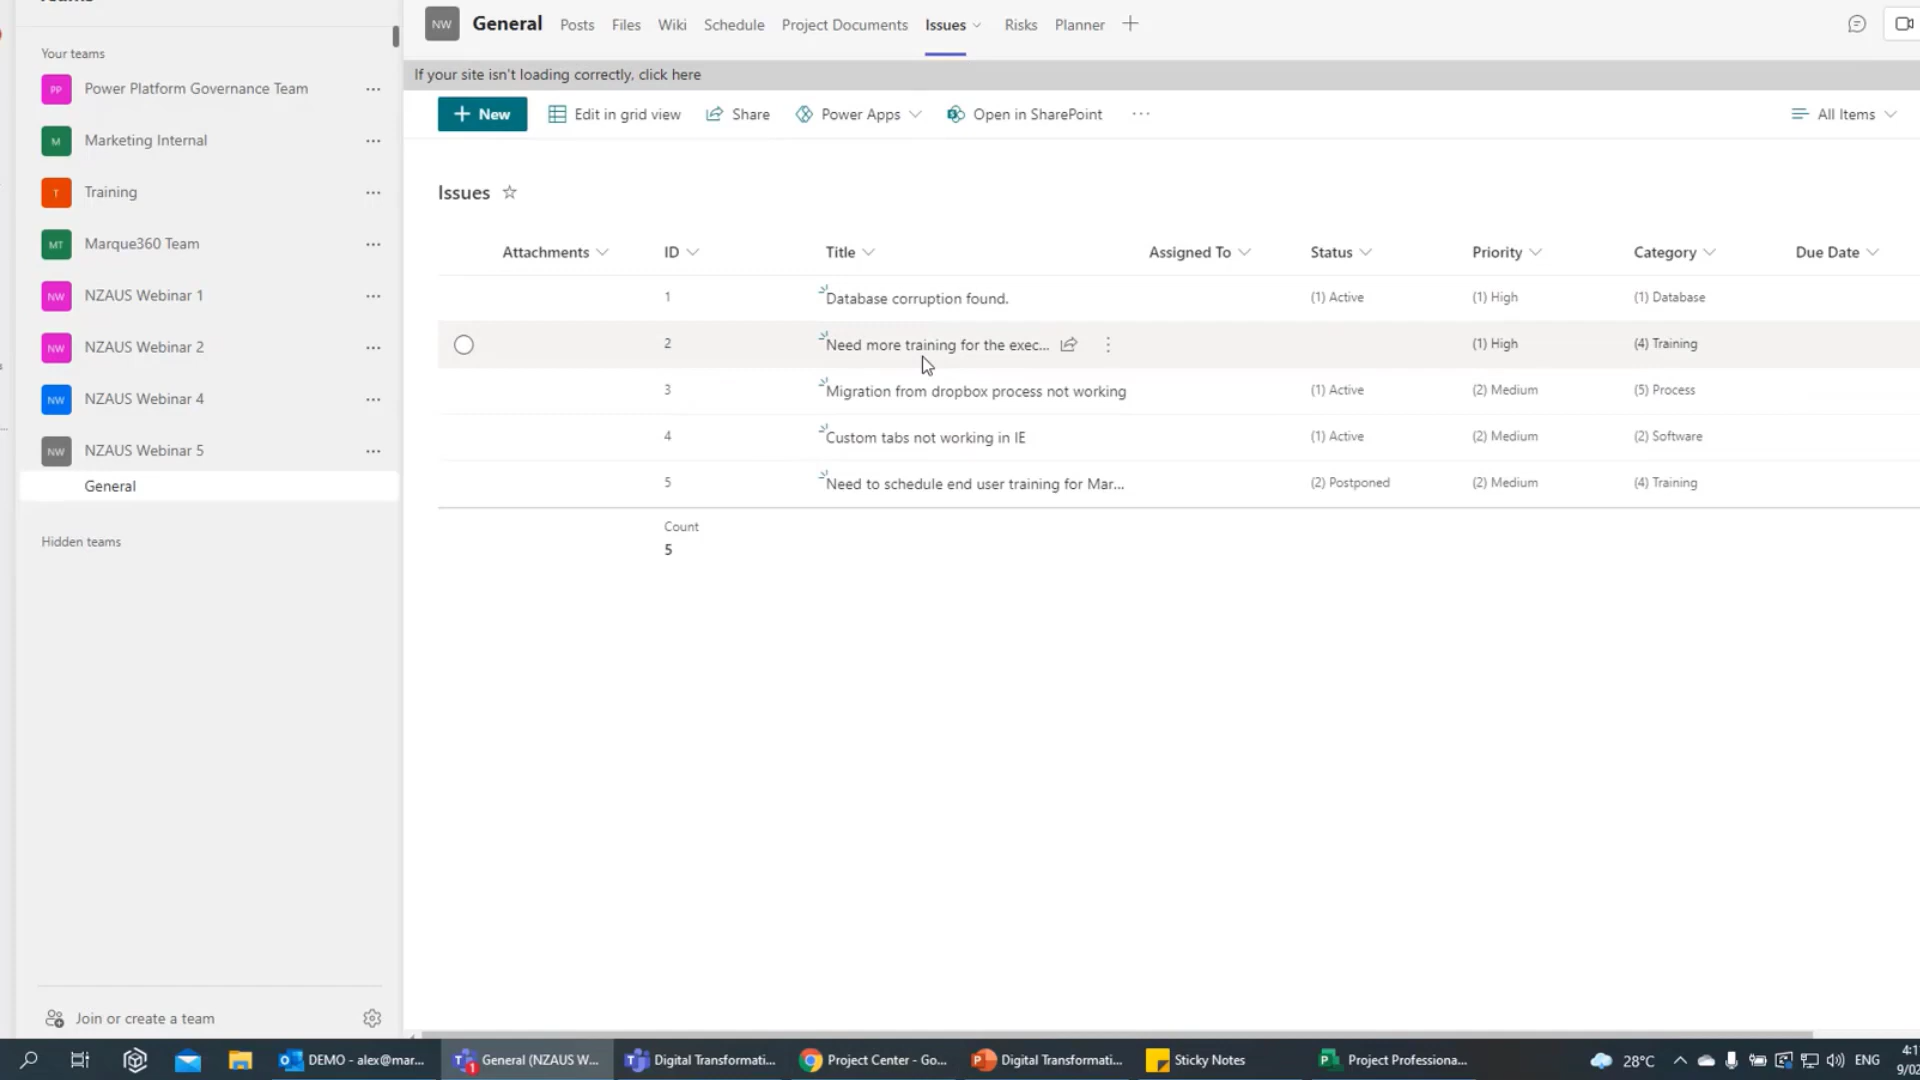 NW General Posts Files Wiki Schedule Project Documents Issues Risks Planner
Your teams
PP Power Platform Governance Team
M Marketing Internal
T Training
MT Marque360 Team
NW NZAUS Webinar 1
NW NZAUS Webinar 2
NW NZAUS Webinar 4
NW NZAUS Webinar 5
General
Hidden teams
Join or create a team
If your site isn't loading correctly, click here
+ New Edit in grid view Share Power Apps Open in SharePoint ... All Items
Issues
Attachments ID Title Assigned To Status Priority Category Due Date
1 Database corruption found. (1) Active (1) High (1) Database
2 Need more training for the exec... (1) High (4) Training
3 Migration from dropbox process not working (1) Active (2) Medium (5) Process
4 Custom tabs not working in IE (1) Active (2) Medium (2) Software
5 Need to schedule end user training for Mar... (2) Postponed (2) Medium (4) Training
Count
5
DEMO - alex@mar... General (NZAUS W... Digital Transformati... Project Center - Go... Digital Transformati... Sticky Notes Project Professiona... 28°C ENG